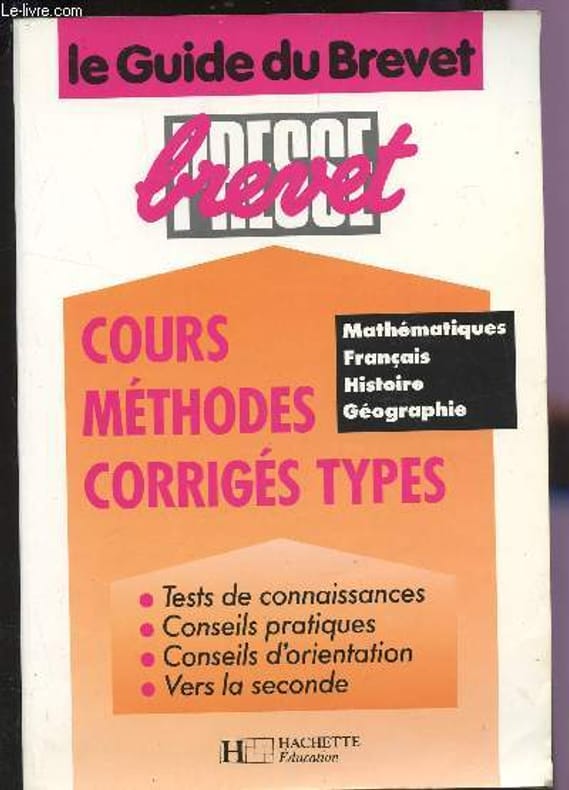 Le-livre.com
le Guide du Brevet
PRESSE
brevet
COURS
MÉTHODES
CORRIGÉS TYPES
Mathématiques
Français
Histoire
Géographie
• Tests de connaissances
• Conseils pratiques
• Conseils d'orientation
• Vers la seconde
H HACHETTE
Éducation